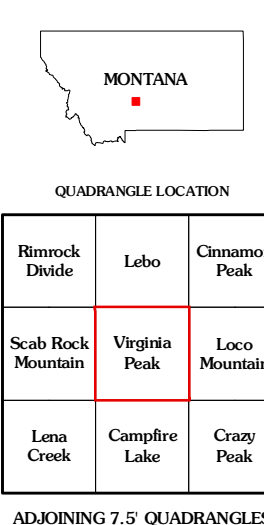 MONTANA
QUADRANGLE LOCATION
Rimrock
Divide
Lebo
Cinnamo
Peak
Scab Rock
Mountain
Virginia
Peak
Loco
Mountain
Lena
Creek
Campfire
Lake
Crazy
Peak
ADJOINING 7.5' QUADRANGLES